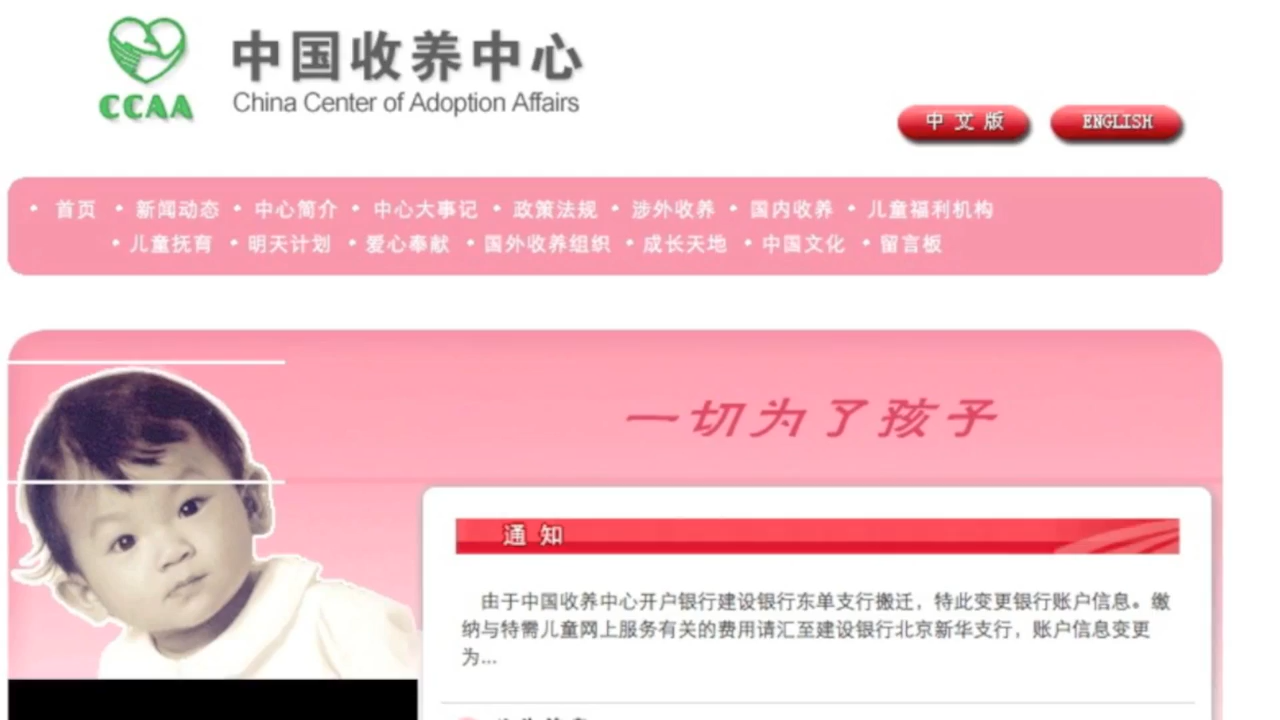 中国收养中心
CCAA
China Center of Adoption Affairs
中文版 ENGLISH
• 首页 • 新闻动态 • 中心简介 • 中心大事记 • 政策法规 • 涉外收养 • 国内收养 • 儿童福利机构
• 儿童抚育 • 明天计划 • 爱心奉献 • 国外收养组织 • 成长天地 • 中国文化 • 留言板
一切为了孩子
通知
由于中国收养中心开户银行建设银行东单支行搬迁，特此变更银行账户信息。缴
纳与特需儿童网上服务有关的费用请汇至建设银行北京新华支行，账户信息变更
为...